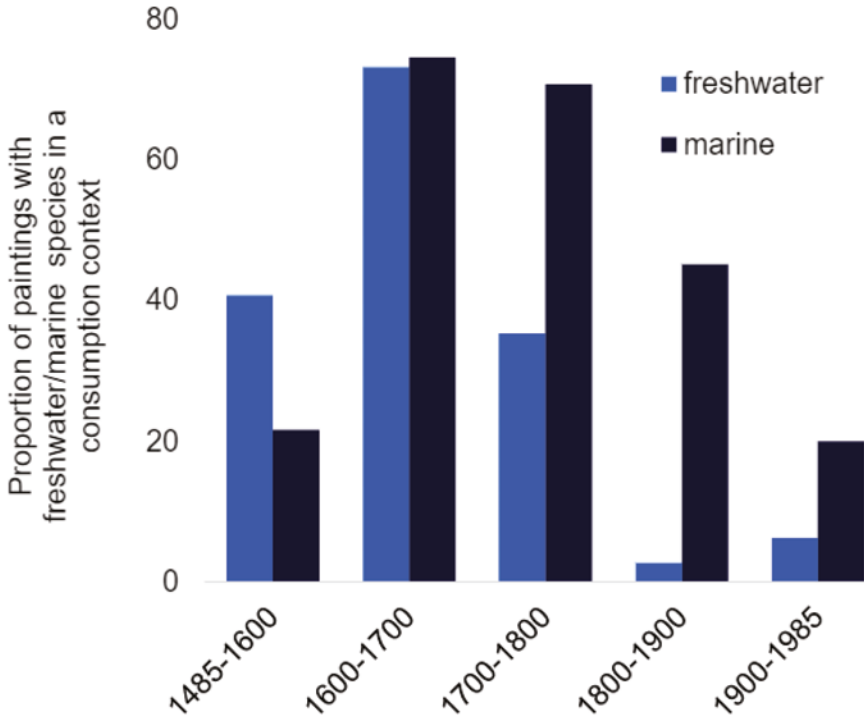 Proportion of paintings with
freshwater/marine species in a
consumption context
80
60
40
20
0
freshwater
marine
1485-1600
1600-1700
1700-1800
1800-1900
1900-1985